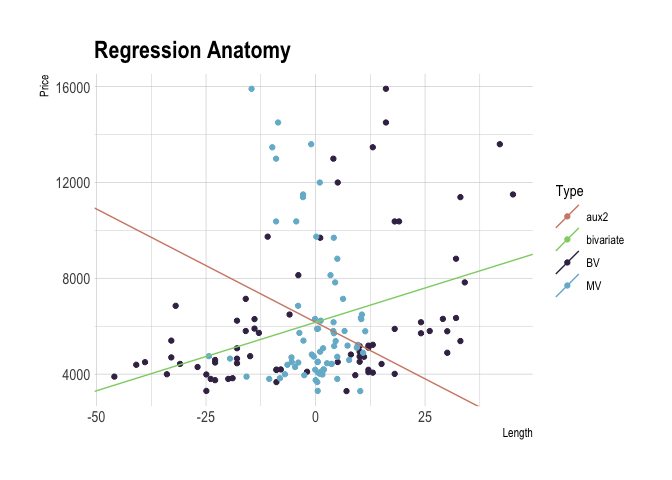 Regression Anatomy
Price
16000
12000
8000
4000
-50
-25
0
25
Length
Type
aux2
bivariate
BV
MV